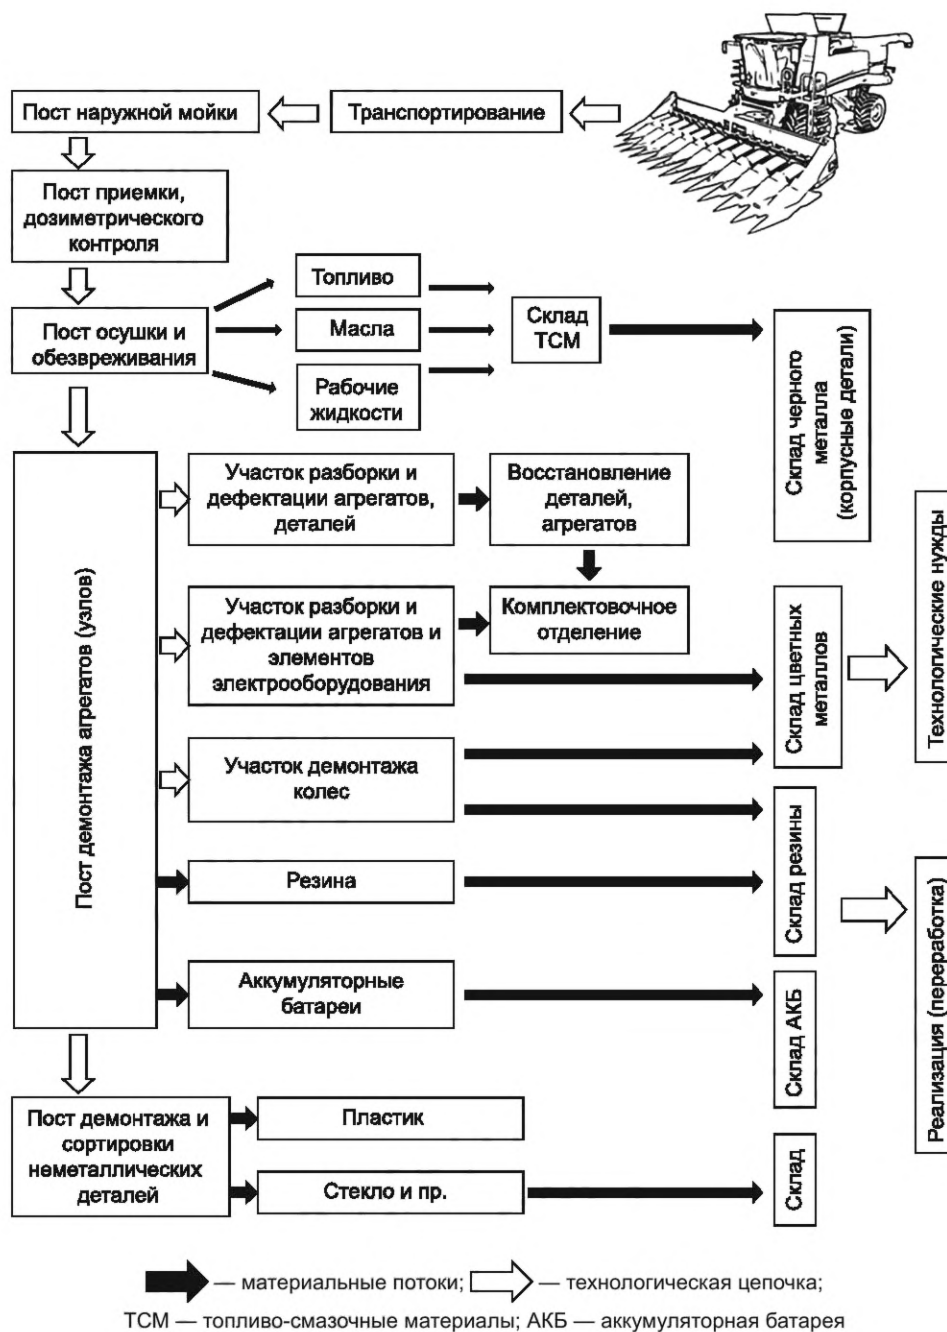 Пост наружной мойки
Транспортирование
Пост приемки,
дозиметрического
контроля
Пост осушки и
обезвреживания
Топливо
Масла
Рабочие
жидкости
Склад
ТСМ
Склад черного
металла
(корпусные детали)
Пост демонтажа агрегатов (узлов)
Участок разборки и
дефектации агрегатов,
деталей
Восстановление
деталей,
агрегатов
Участок разборки и
дефектации агрегатов и
элементов
электрооборудования
Комплектовочное
отделение
Склад цветных
металлов
Технологические нужды
Участок демонтажа
колес
Резина
Склад резины
Аккумуляторные
батареи
Склад АКБ
Реализация (переработка)
Пост демонтажа и
сортировки
неметаллических
деталей
Пластик
Стекло и пр.
Склад
— материальные потоки; — технологическая цепочка;
ТСМ — топливо-смазочные материалы; АКБ — аккумуляторная батарея